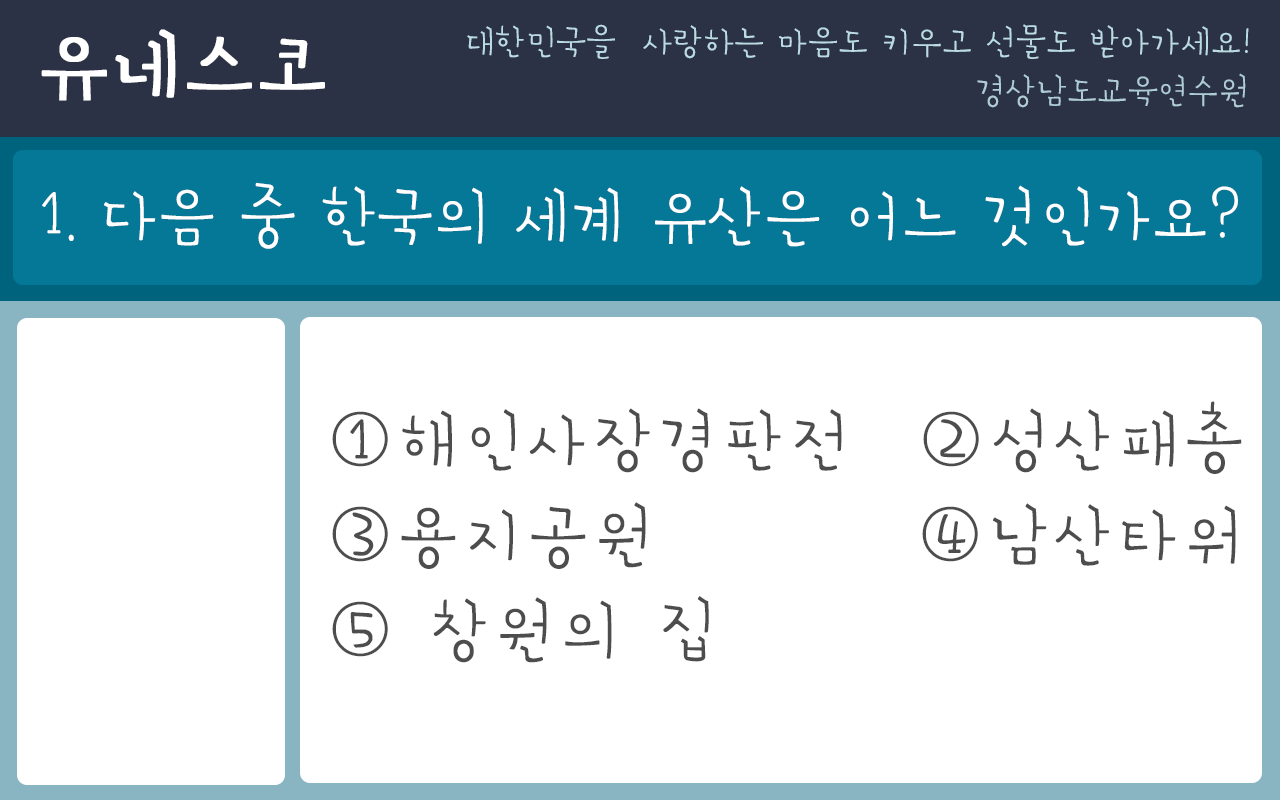 유네스코
대한민국을 사랑하는 마음도 키우고 선물도 받아가세요!
경상남도교육연수원
1. 다음 중 한국의 세계 유산은 어느 것인가요?
①해인사장경판전 ②성산패총
③용지공원 ④남산타워
⑤ 창원의 집